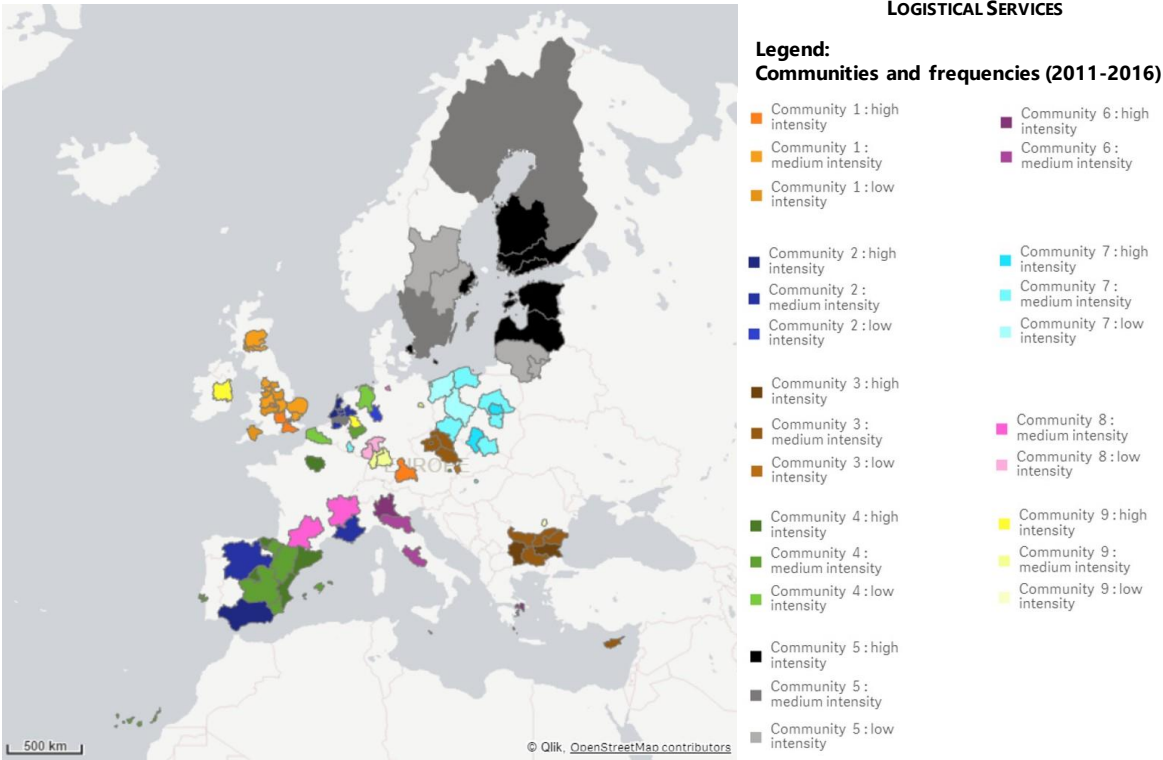 LOGISTICAL SERVICES
Legend:
Communities and frequencies (2011-2016)
Community 1 : high
intensity
Community 1 :
medium intensity
Community 1 : low
intensity
Community 2 : high
intensity
Community 2 :
medium intensity
Community 2 : low
intensity
Community 3 : high
intensity
Community 3 :
medium intensity
Community 3 : low
intensity
Community 4 : high
intensity
Community 4 :
medium intensity
Community 4 : low
intensity
Community 5 : high
intensity
Community 5 :
medium intensity
Community 5 : low
intensity
Community 6 : high
intensity
Community 6 :
medium intensity
Community 7 : high
intensity
Community 7 :
medium intensity
Community 7 : low
intensity
Community 8 :
medium intensity
Community 8 : low
intensity
Community 9 : high
intensity
Community 9 :
medium intensity
Community 9 : low
intensity
EUROPE
500 km
© Qlik, OpenStreetMap contributors